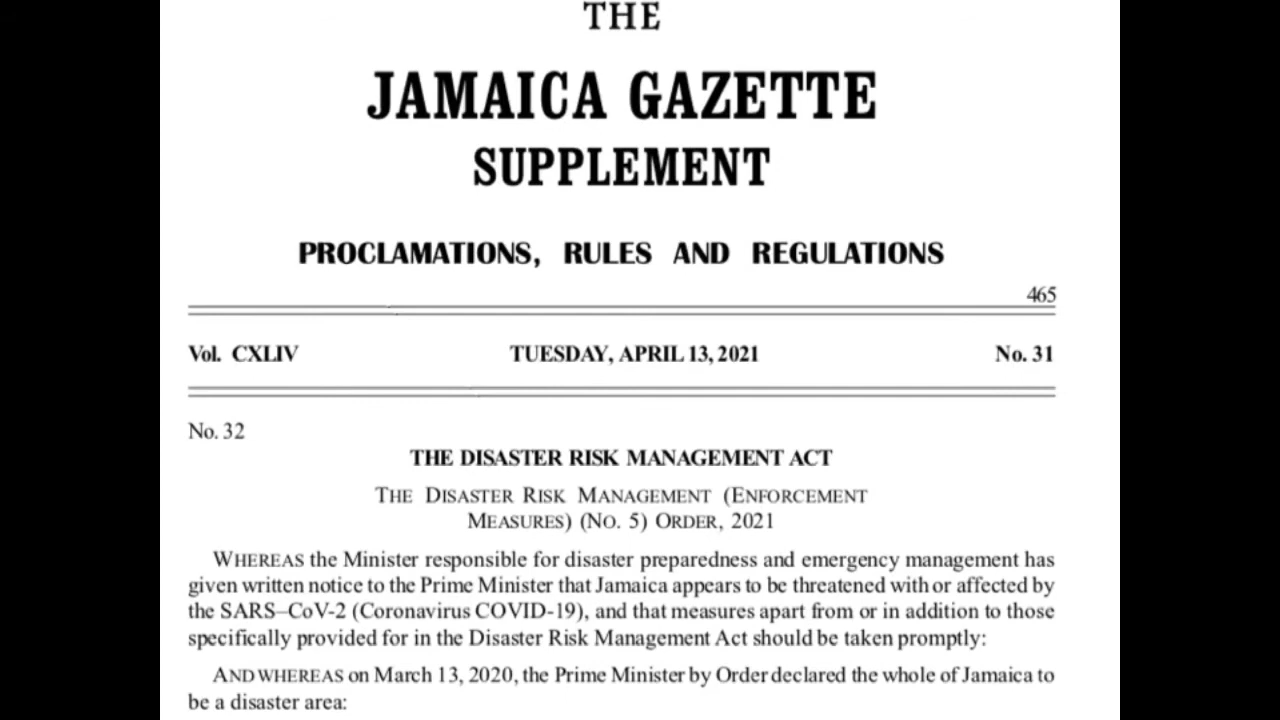 THE
JAMAICA GAZETTE
SUPPLEMENT
PROCLAMATIONS, RULES AND REGULATIONS
465
Vol. CXLIV TUESDAY, APRIL 13, 2021 No. 31
No. 32
THE DISASTER RISK MANAGEMENT ACT
THE DISASTER RISK MANAGEMENT (ENFORCEMENT
MEASURES) (NO. 5) ORDER, 2021
WHEREAS the Minister responsible for disaster preparedness and emergency management has
given written notice to the Prime Minister that Jamaica appears to be threatened with or affected by
the SARS–CoV-2 (Coronavirus COVID-19), and that measures apart from or in addition to those
specifically provided for in the Disaster Risk Management Act should be taken promptly:
AND WHEREAS on March 13, 2020, the Prime Minister by Order declared the whole of Jamaica to
be a disaster area: